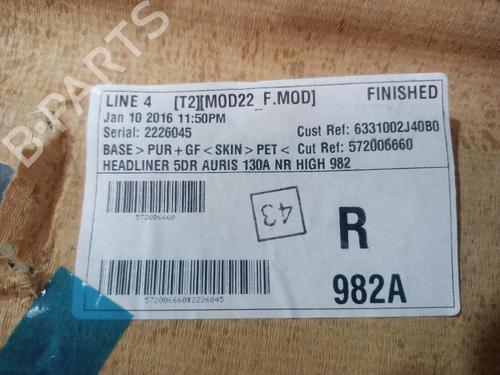 B-PARTS
LINE 4 [T2][MOD22_F.MOD] FINISHED
Jan 10 2016 11:50PM
Serial: 2226045 Cust Ref: 6331002J40B0
BASE > PUR + GF < SKIN > PET < Cut Ref: 572006660
HEADLINER 5DR AURIS 130A NR HIGH 982
572006660
43
R
572006660#2226045
982A